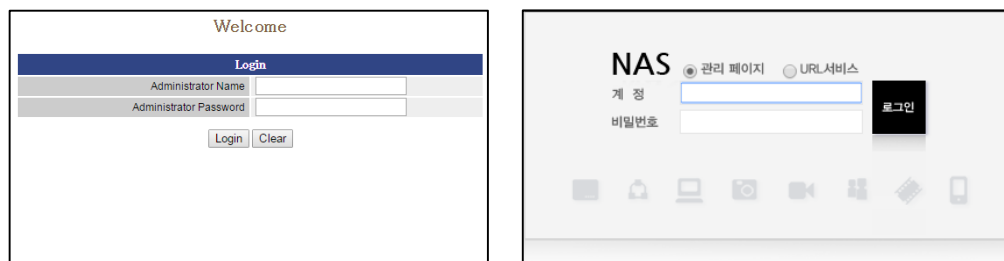 Welcome
Login
Administrator Name
Administrator Password
Login Clear
NAS 관리 페이지 URL서비스
계 정
비밀번호
로그인